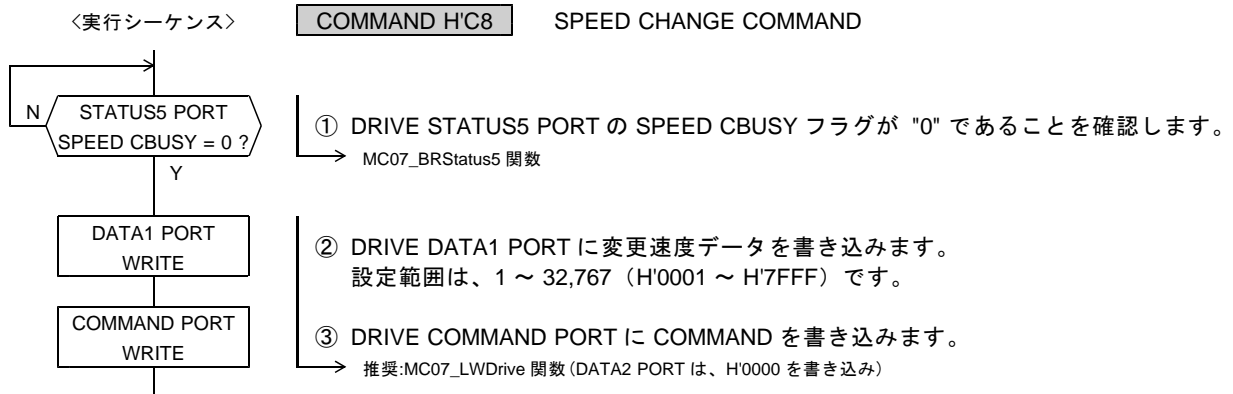 〈実行シーケンス〉 COMMAND H'C8 SPEED CHANGE COMMAND
N
STATUS5 PORT
SPEED CBUSY = 0 ?
Y
① DRIVE STATUS5 PORT の SPEED CBUSY フラグが "0" であることを確認します。
MC07_BRStatus5 関数
DATA1 PORT
WRITE
② DRIVE DATA1 PORT に変更速度データを書き込みます。
設定範囲は、1 ～ 32,767（H'0001 ～ H'7FFF）です。
COMMAND PORT
WRITE
③ DRIVE COMMAND PORT に COMMAND を書き込みます。
推奨:MC07_LWDrive 関数(DATA2 PORT は、H'0000 を書き込み)